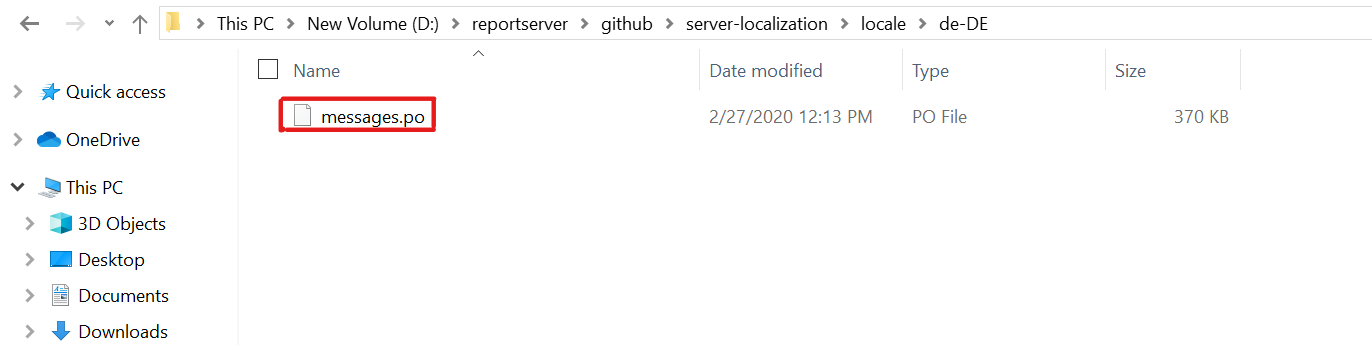 This PC > New Volume (D:) > reportserver > github > server-localization > locale > de-DE
Name Date modified Type Size
Quick access
messages.po 2/27/2020 12:13 PM PO File 370 KB
OneDrive
This PC
3D Objects
Desktop
Documents
Downloads